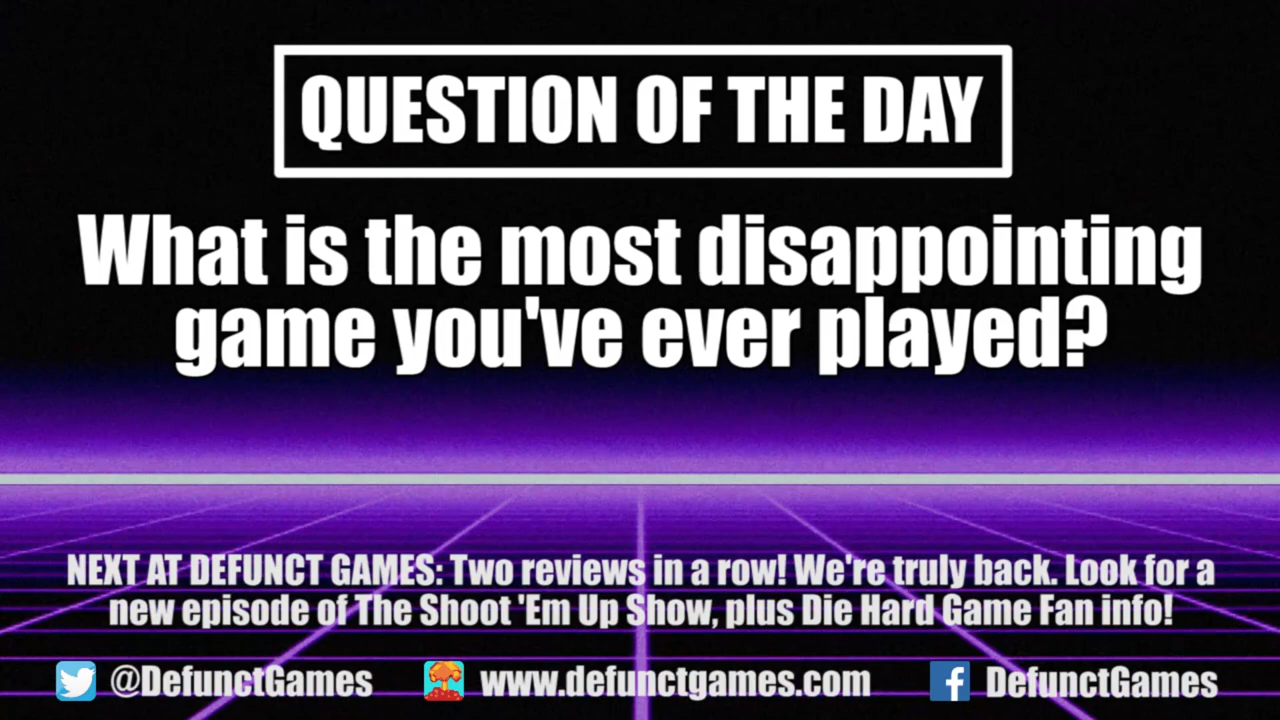 QUESTION OF THE DAY
What is the most disappointing
game you've ever played?
NEXT AT DEFUNCT GAMES: Two reviews in a row! We're truly back. Look for a
new episode of The Shoot 'Em Up Show, plus Die Hard Game Fan info!
@DefunctGames www.defunctgames.com DefunctGames